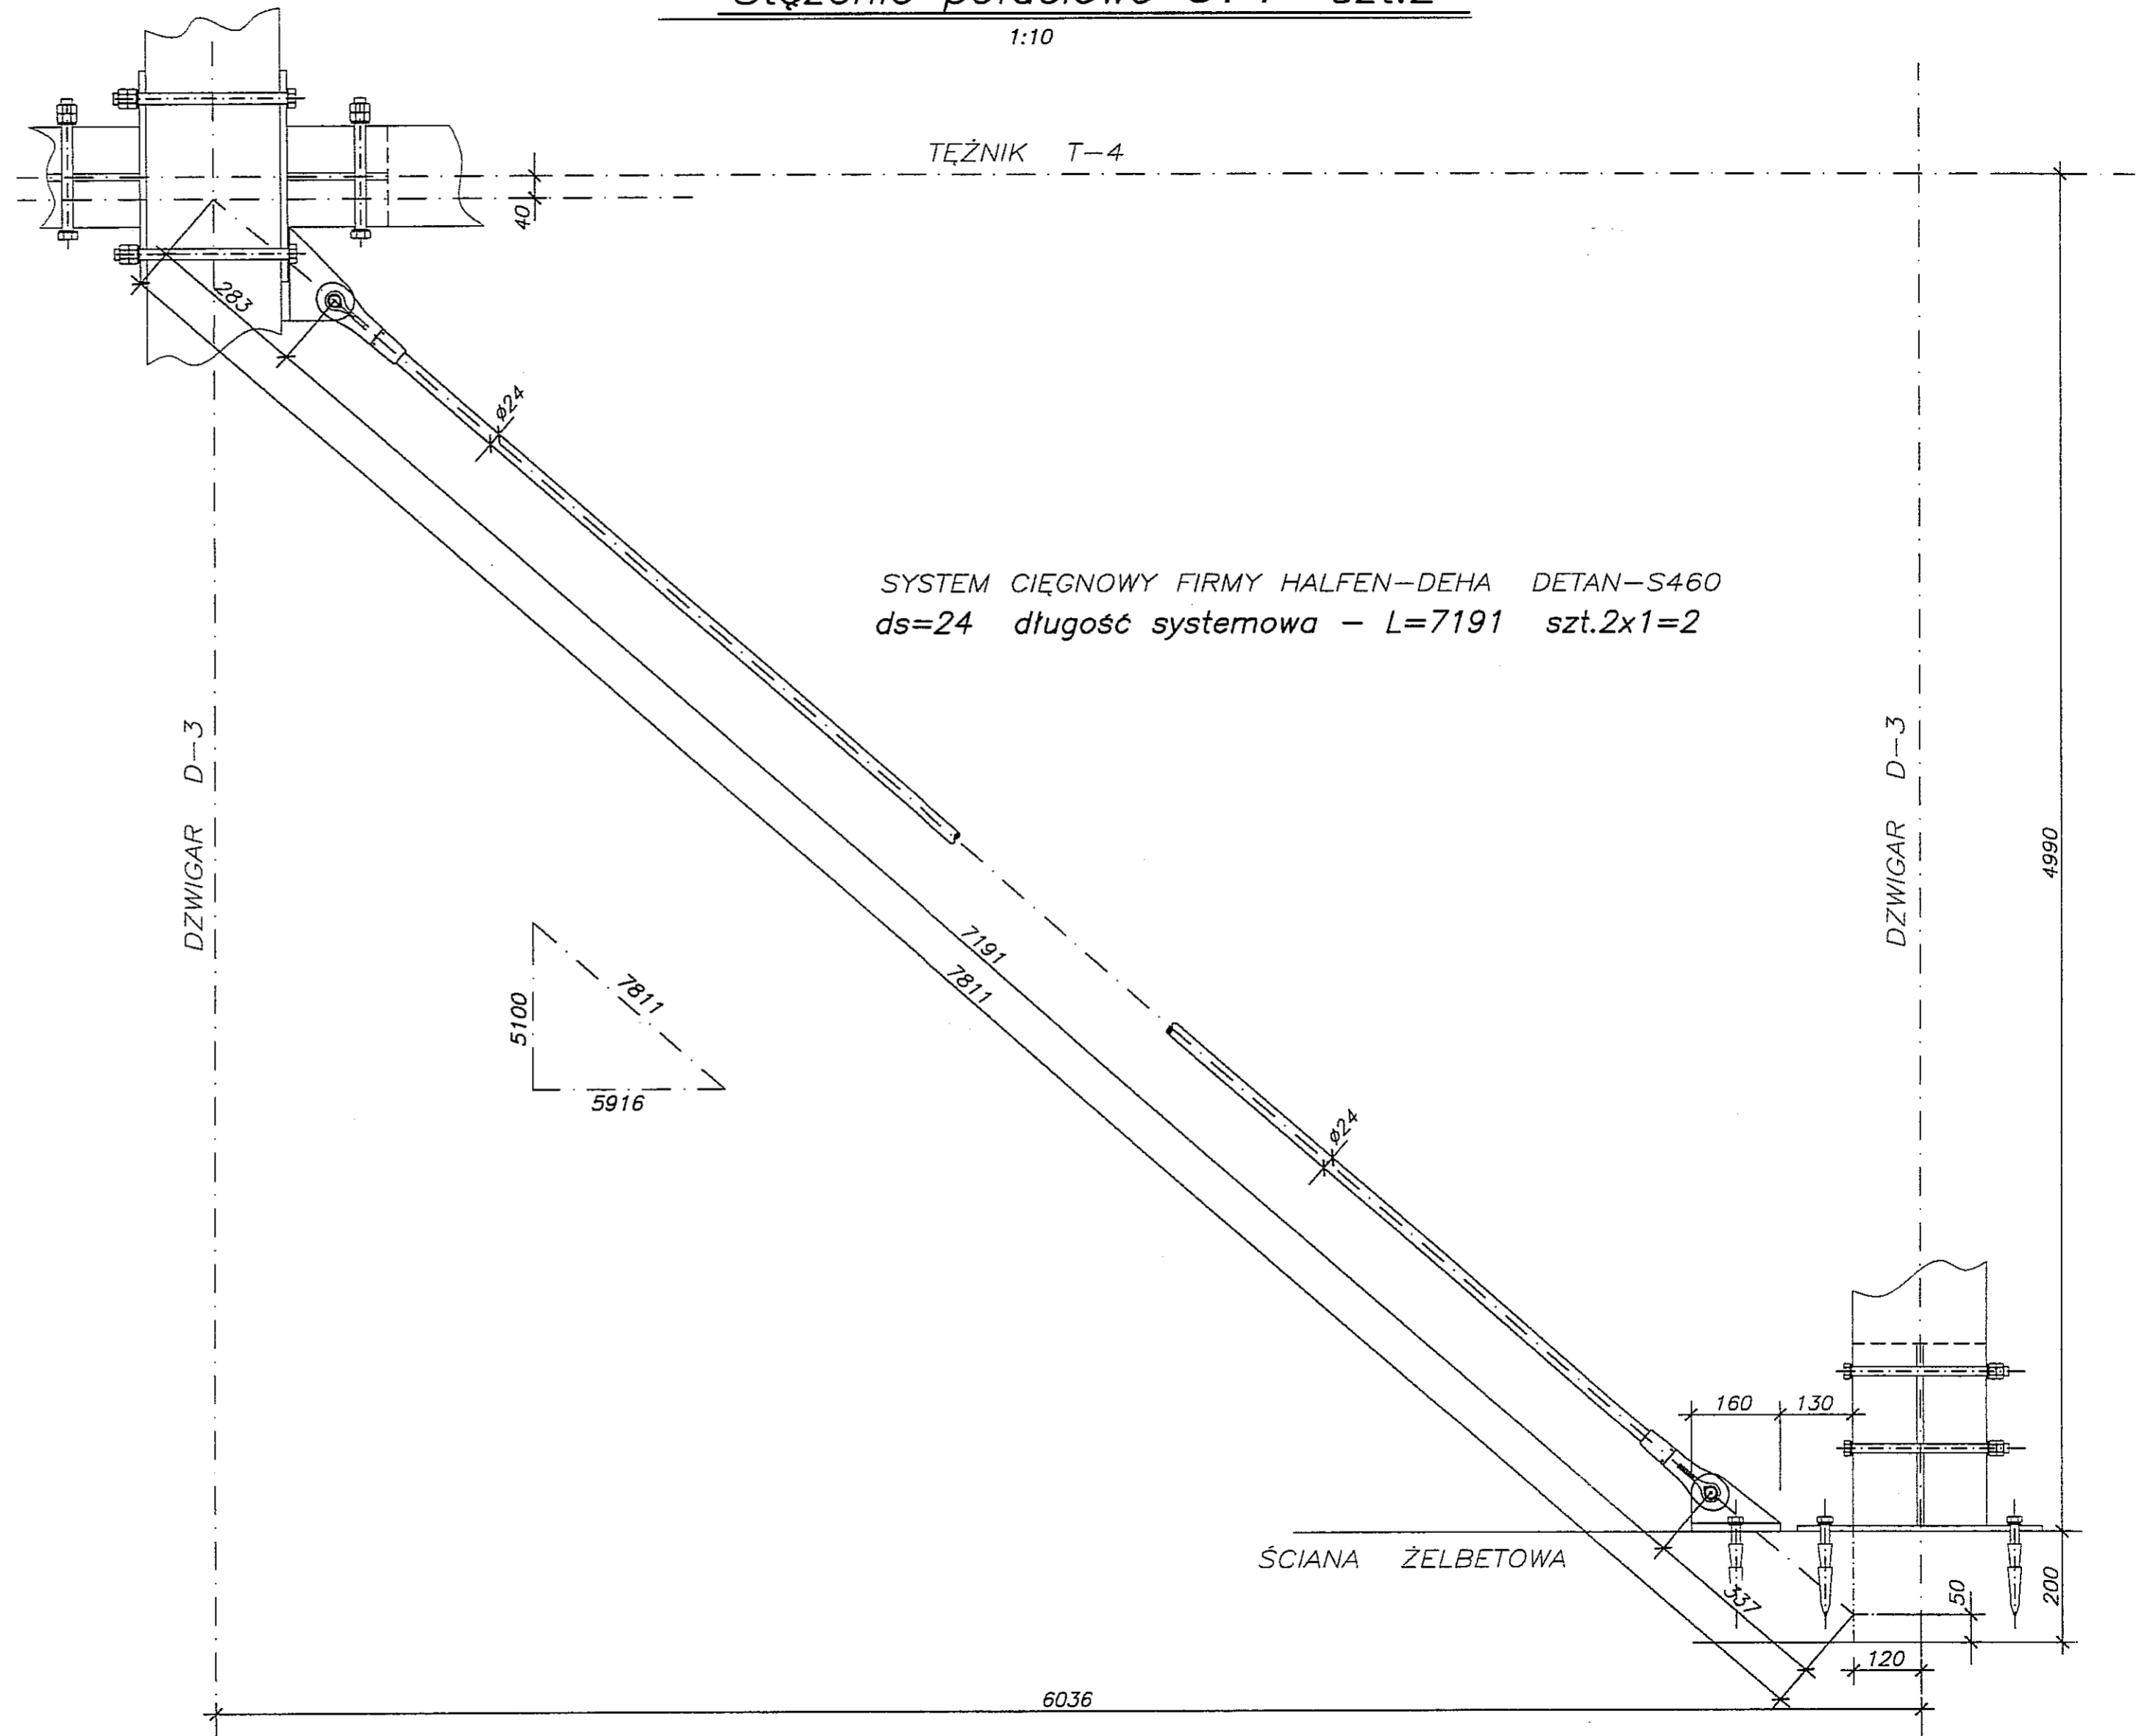 1:10
TĘŻNIK T-4
40
283
ø24
SYSTEM CIĘGNOWY FIRMY HALFEN-DEHA DETAN-S460
ds=24 długość systemowa - L=7191 szt.2x1=2
DZWIGAR D-3
DZWIGAR D-3
4990
7191
7811
7811
5100
5916
ø24
160 130
ŚCIANA ŻELBETOWA
337
50
200
120
6036